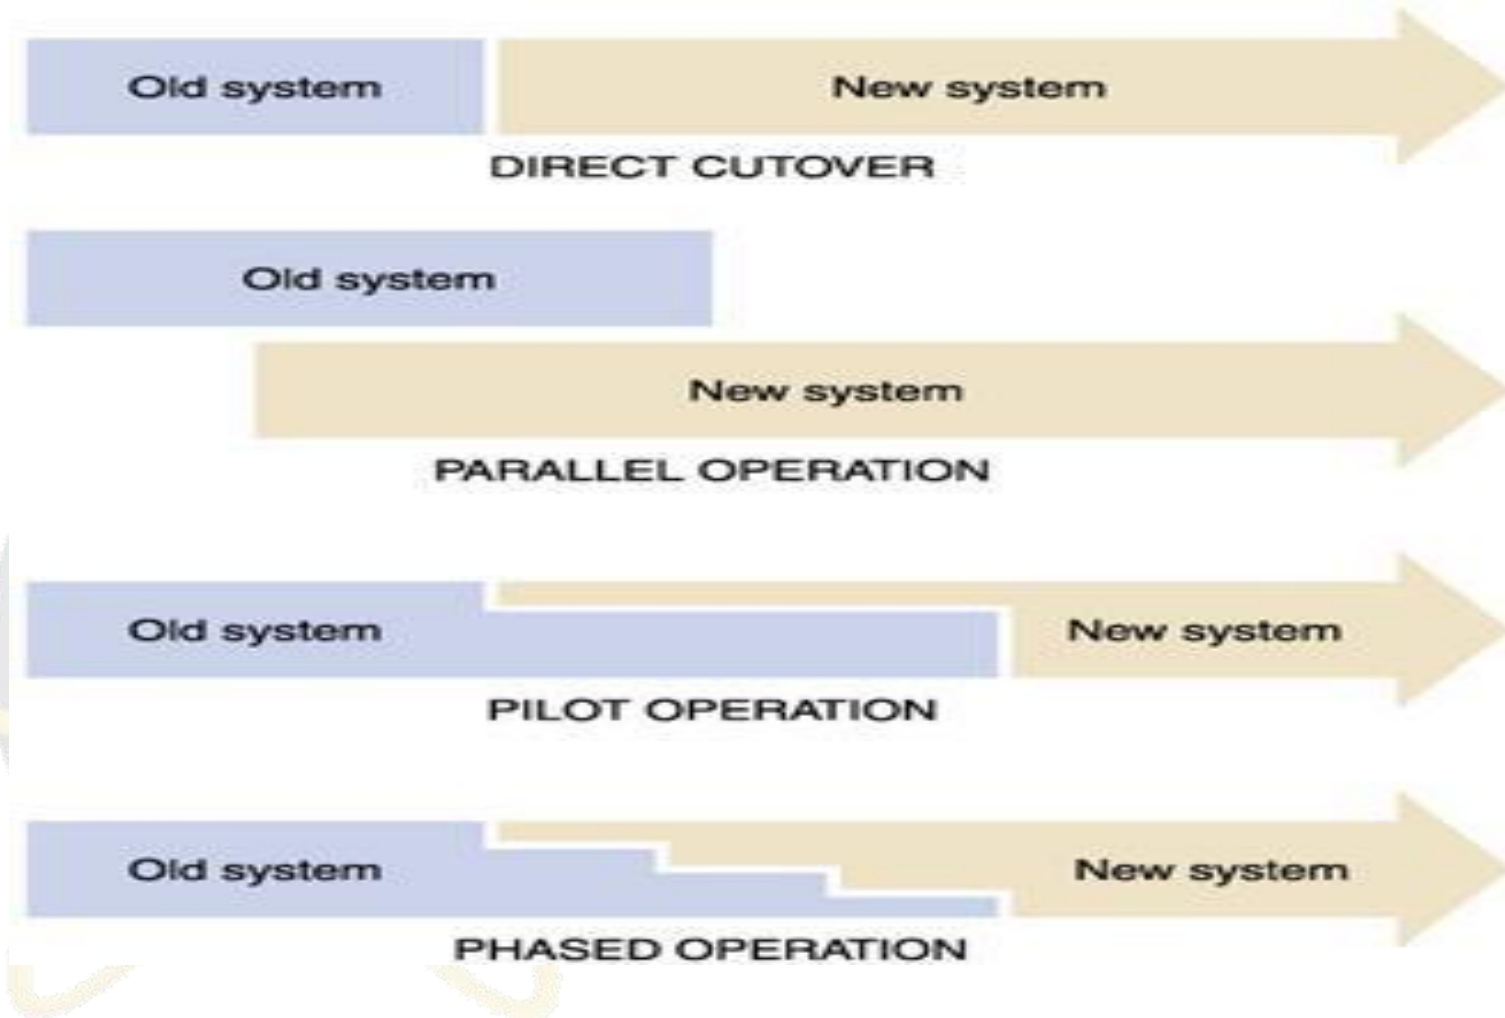 Old system New system
DIRECT CUTOVER
Old system
New system
PARALLEL OPERATION
Old system New system
PILOT OPERATION
Old system New system
PHASED OPERATION